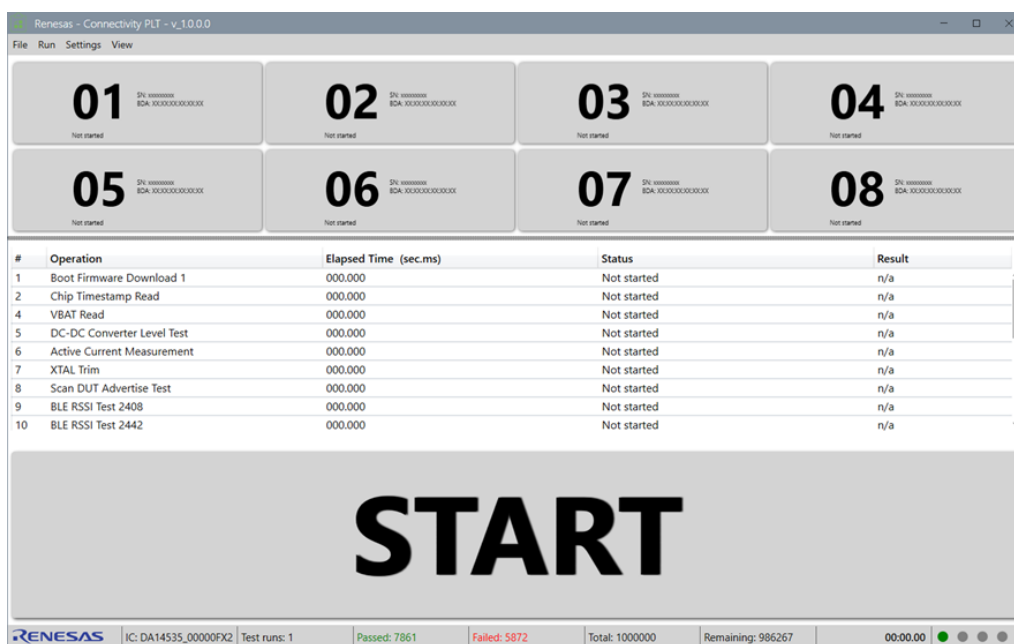 Renesas - Connectivity PLT - v_1.0.0.0
File Run Settings View
01 SN: xxxxxxxxx
BDA: XX:XX:XX:XX:XX:XX
Not started
02 SN: xxxxxxxxx
BDA: XX:XX:XX:XX:XX:XX
Not started
03 SN: xxxxxxxxx
BDA: XX:XX:XX:XX:XX:XX
Not started
04 SN: xxxxxxxxx
BDA: XX:XX:XX:XX:XX:XX
Not started
05 SN: xxxxxxxxx
BDA: XX:XX:XX:XX:XX:XX
Not started
06 SN: xxxxxxxxx
BDA: XX:XX:XX:XX:XX:XX
Not started
07 SN: xxxxxxxxx
BDA: XX:XX:XX:XX:XX:XX
Not started
08 SN: xxxxxxxxx
BDA: XX:XX:XX:XX:XX:XX
Not started
# Operation Elapsed Time (sec.ms) Status Result
1 Boot Firmware Download 1 000.000 Not started n/a
2 Chip Timestamp Read 000.000 Not started n/a
4 VBAT Read 000.000 Not started n/a
5 DC-DC Converter Level Test 000.000 Not started n/a
6 Active Current Measurement 000.000 Not started n/a
7 XTAL Trim 000.000 Not started n/a
8 Scan DUT Advertise Test 000.000 Not started n/a
9 BLE RSSI Test 2408 000.000 Not started n/a
10 BLE RSSI Test 2442 000.000 Not started n/a
START
RENESAS IC: DA14535_00000FX2 Test runs: 1 Passed: 7861 Failed: 5872 Total: 1000000 Remaining: 986267 00:00.00